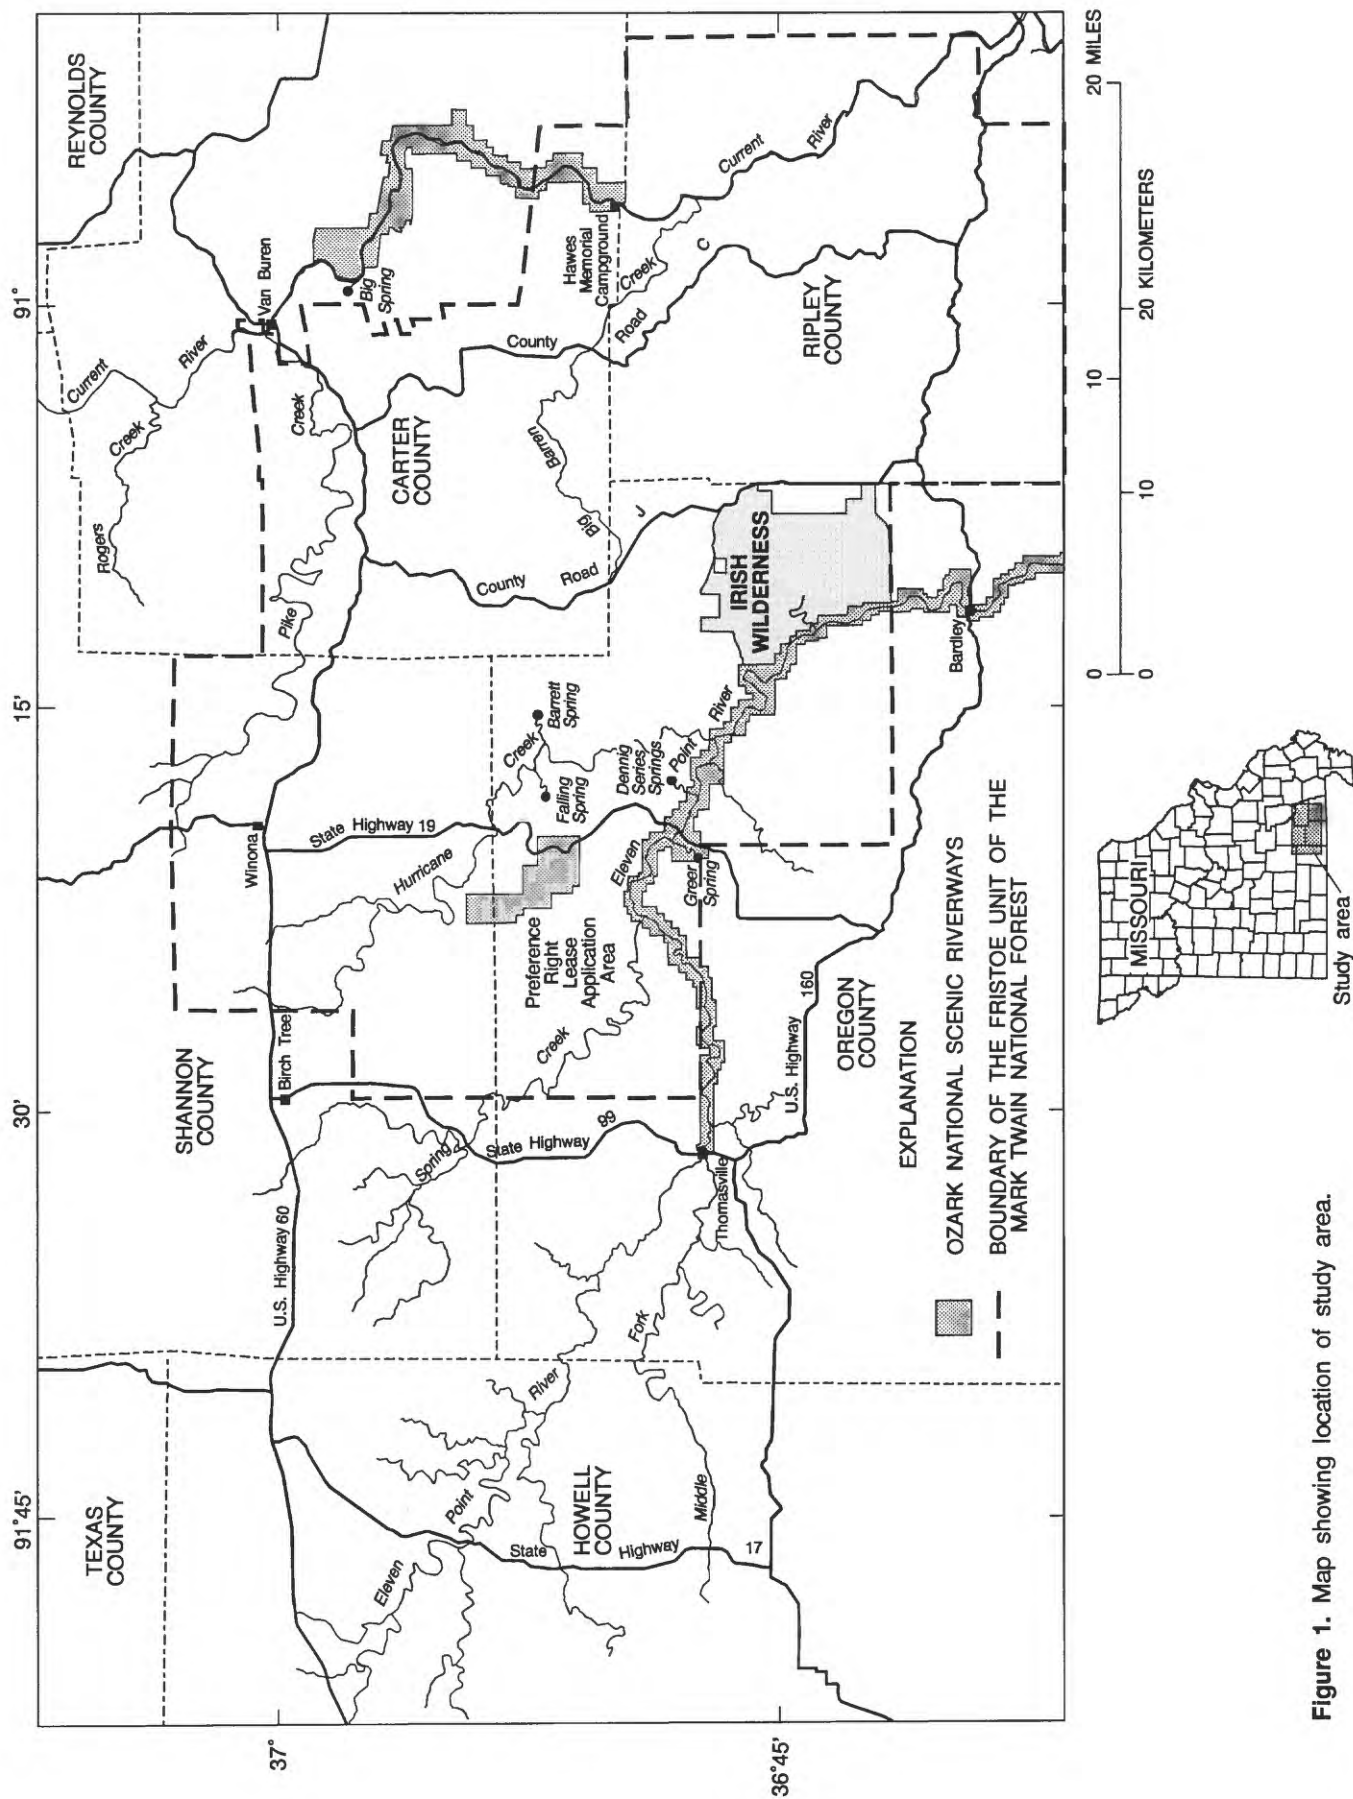 91°45'
30'
15'
91°
37°
36°45'
TEXAS
COUNTY
SHANNON
COUNTY
REYNOLDS
COUNTY
CARTER
COUNTY
RIPLEY
COUNTY
OREGON
COUNTY
HOWELL
COUNTY
U.S. Highway 60
Birch Tree
Winona
Van Buren
Current
River
Rogers
Creek
Pike
Creek
Big
Spring
State Highway 19
Hurricane
Creek
Falling
Spring
Barrett
Spring
Dennig
Series
Springs
Preference
Right
Lease
Application
Area
Spring
Creek
State Highway
99
Eleven
Point
River
Greer
Spring
Thomasville
Eleven
Point
River
Middle
Fork
State
Highway
17
U.S. Highway
160
County
Road
J
County
Road
C
Big
Barren
Creek
Hawes
Memorial
Campground
Current
River
IRISH
WILDERNESS
Bardley
EXPLANATION
OZARK NATIONAL SCENIC RIVERWAYS
BOUNDARY OF THE FRISTOE UNIT OF THE
MARK TWAIN NATIONAL FOREST
MISSOURI
Study area
0
10
20 MILES
0
10
20 KILOMETERS
Figure 1. Map showing location of study area.